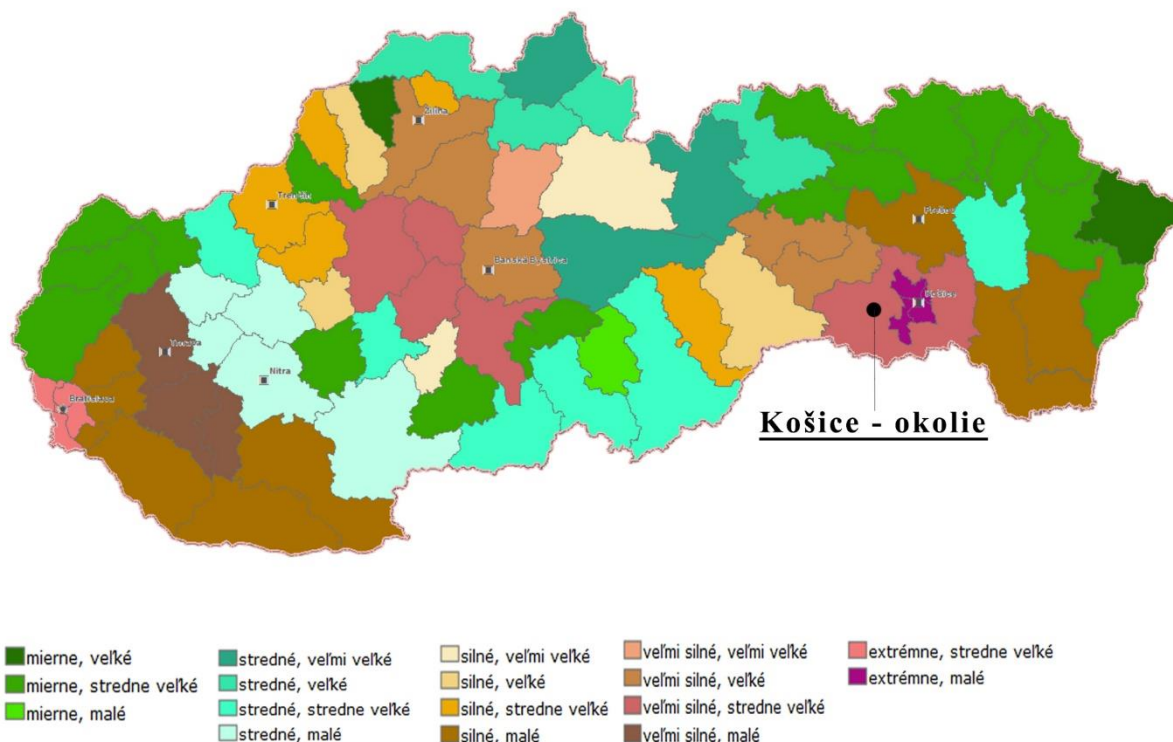 Žilina
Trenčín
Prešov
Banská Bystrica
Košice
Trnava
Nitra
Bratislava
Košice - okolie
mierne, veľké
mierne, stredne veľké
mierne, malé
stredné, veľmi veľké
stredné, veľké
stredné, stredne veľké
stredné, malé
silné, veľmi veľké
silné, veľké
silné, stredne veľké
silné, malé
veľmi silné, veľmi veľké
veľmi silné, veľké
veľmi silné, stredne veľké
veľmi silné, malé
extrémne, stredne veľké
extrémne, malé